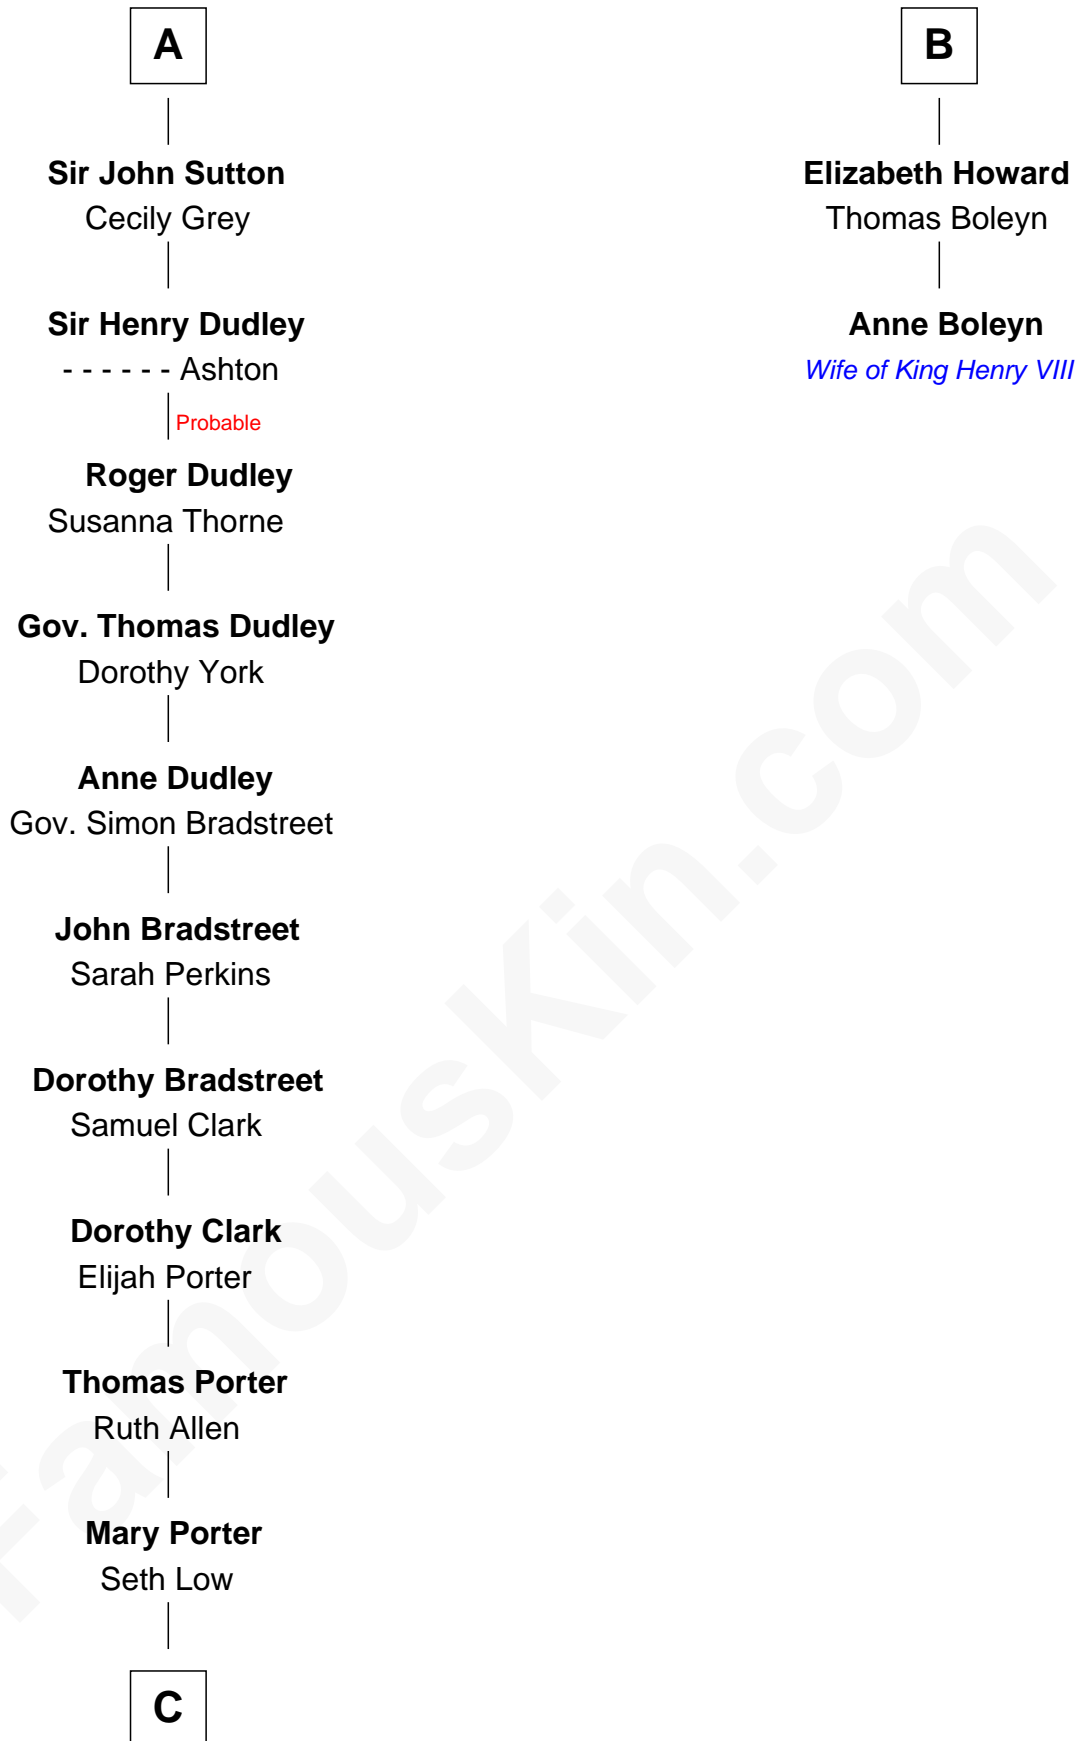 A
Sir John Sutton
Cecily Grey
Sir Henry Dudley
- - - - - - Ashton
Probable
Roger Dudley
Susanna Thorne
Gov. Thomas Dudley
Dorothy York
Anne Dudley
Gov. Simon Bradstreet
John Bradstreet
Sarah Perkins
Dorothy Bradstreet
Samuel Clark
Dorothy Clark
Elijah Porter
Thomas Porter
Ruth Allen
Mary Porter
Seth Low
C
B
Elizabeth Howard
Thomas Boleyn
Anne Boleyn
Wife of King Henry VIII
FamousKin.com